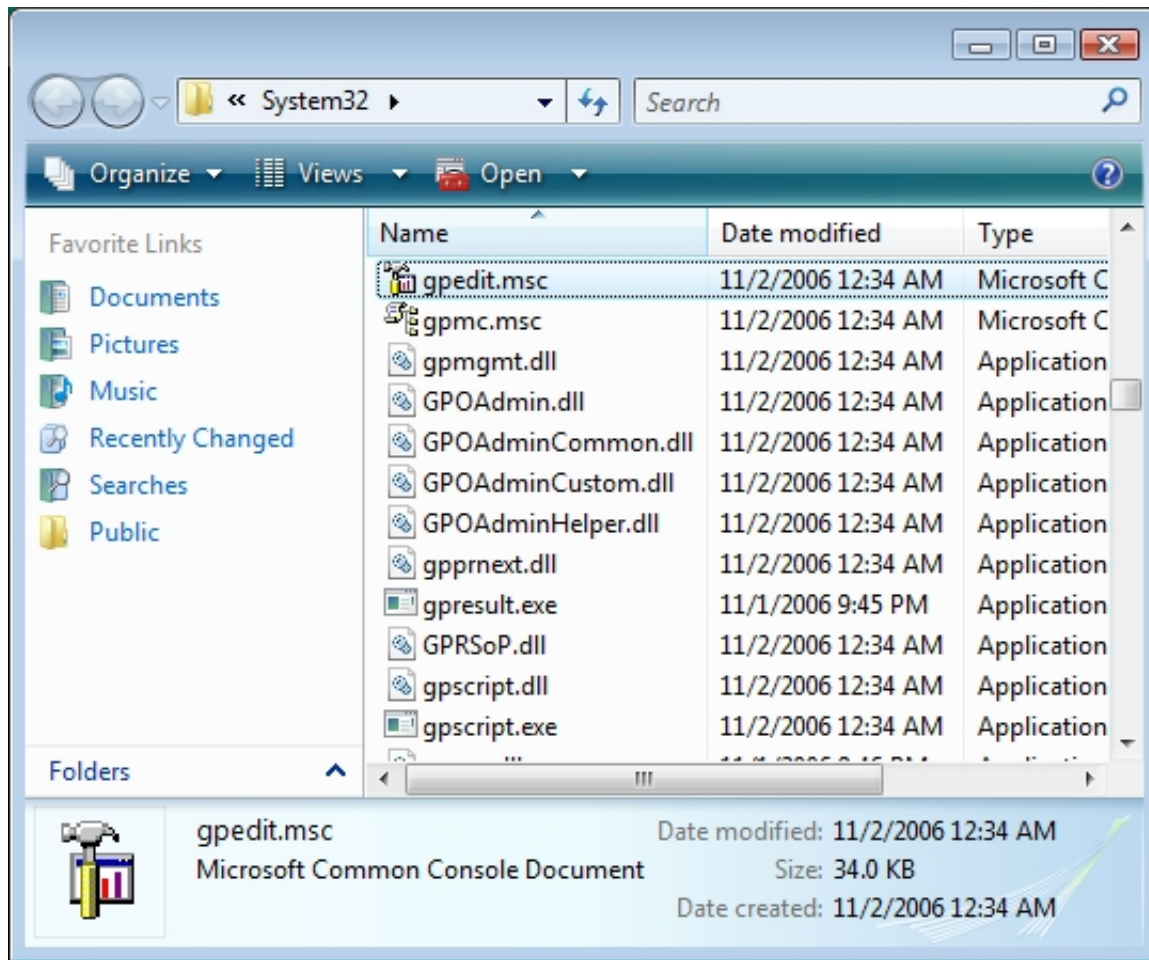 « System32
Search
Organize Views Open
Favorite Links
Documents
Pictures
Music
Recently Changed
Searches
Public
Folders
Name Date modified Type
gpedit.msc 11/2/2006 12:34 AM Microsoft C
gpmc.msc 11/2/2006 12:34 AM Microsoft C
gpmgmt.dll 11/2/2006 12:34 AM Application
GPOAdmin.dll 11/2/2006 12:34 AM Application
GPOAdminCommon.dll 11/2/2006 12:34 AM Application
GPOAdminCustom.dll 11/2/2006 12:34 AM Application
GPOAdminHelper.dll 11/2/2006 12:34 AM Application
gpprnext.dll 11/2/2006 12:34 AM Application
gpresult.exe 11/1/2006 9:45 PM Application
GPRSoP.dll 11/2/2006 12:34 AM Application
gpscript.dll 11/2/2006 12:34 AM Application
gpscript.exe 11/2/2006 12:34 AM Application
gpedit.msc
Microsoft Common Console Document
Date modified: 11/2/2006 12:34 AM
Size: 34.0 KB
Date created: 11/2/2006 12:34 AM